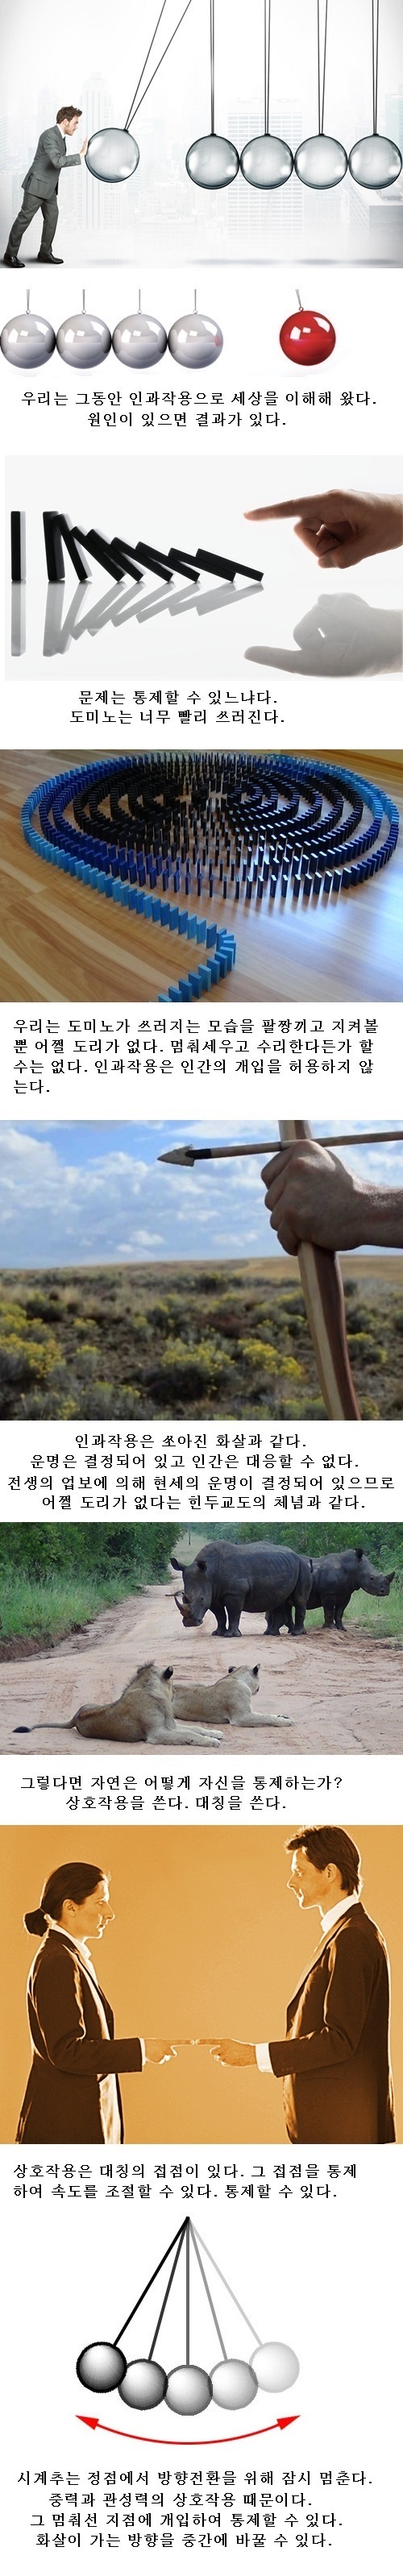 우리는 그동안 인과작용으로 세상을 이해해 왔다.
원인이 있으면 결과가 있다.
문제는 통제할 수 있느냐다.
도미노는 너무 빨리 쓰러진다.
우리는 도미노가 쓰러지는 모습을 팔짱끼고 지켜볼
뿐 어쩔 도리가 없다. 멈춰세우고 수리한다든가 할
수는 없다. 인과작용은 인간의 개입을 허용하지 않
는다.
인과작용은 쏘아진 화살과 같다.
운명은 결정되어 있고 인간은 대응할 수 없다.
전생의 업보에 의해 현세의 운명이 결정되어 있으므로
어쩔 도리가 없다는 힌두교도의 체념과 같다.
그렇다면 자연은 어떻게 자신을 통제하는가?
상호작용을 쓴다. 대칭을 쓴다.
상호작용은 대칭의 접점이 있다. 그 접점을 통제
하여 속도를 조절할 수 있다. 통제할 수 있다.
시계추는 정점에서 방향전환을 위해 잠시 멈춘다.
중력과 관성력의 상호작용 때문이다.
그 멈춰선 지점에 개입하여 통제할 수 있다.
화살이 가는 방향을 중간에 바꿀 수 있다.